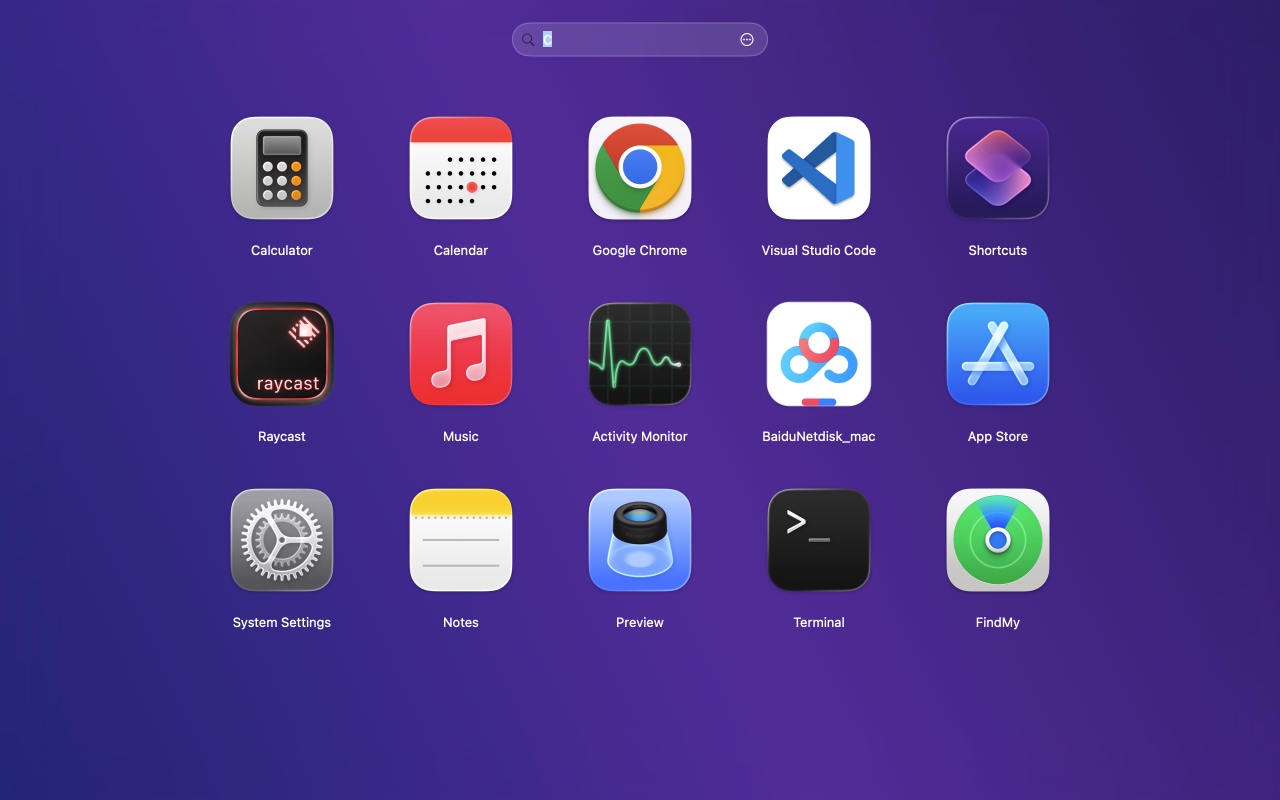 c
Calculator
Calendar
Google Chrome
Visual Studio Code
Shortcuts
raycast
Raycast
Music
Activity Monitor
BaiduNetdisk_mac
App Store
>_
System Settings
Notes
Preview
Terminal
FindMy